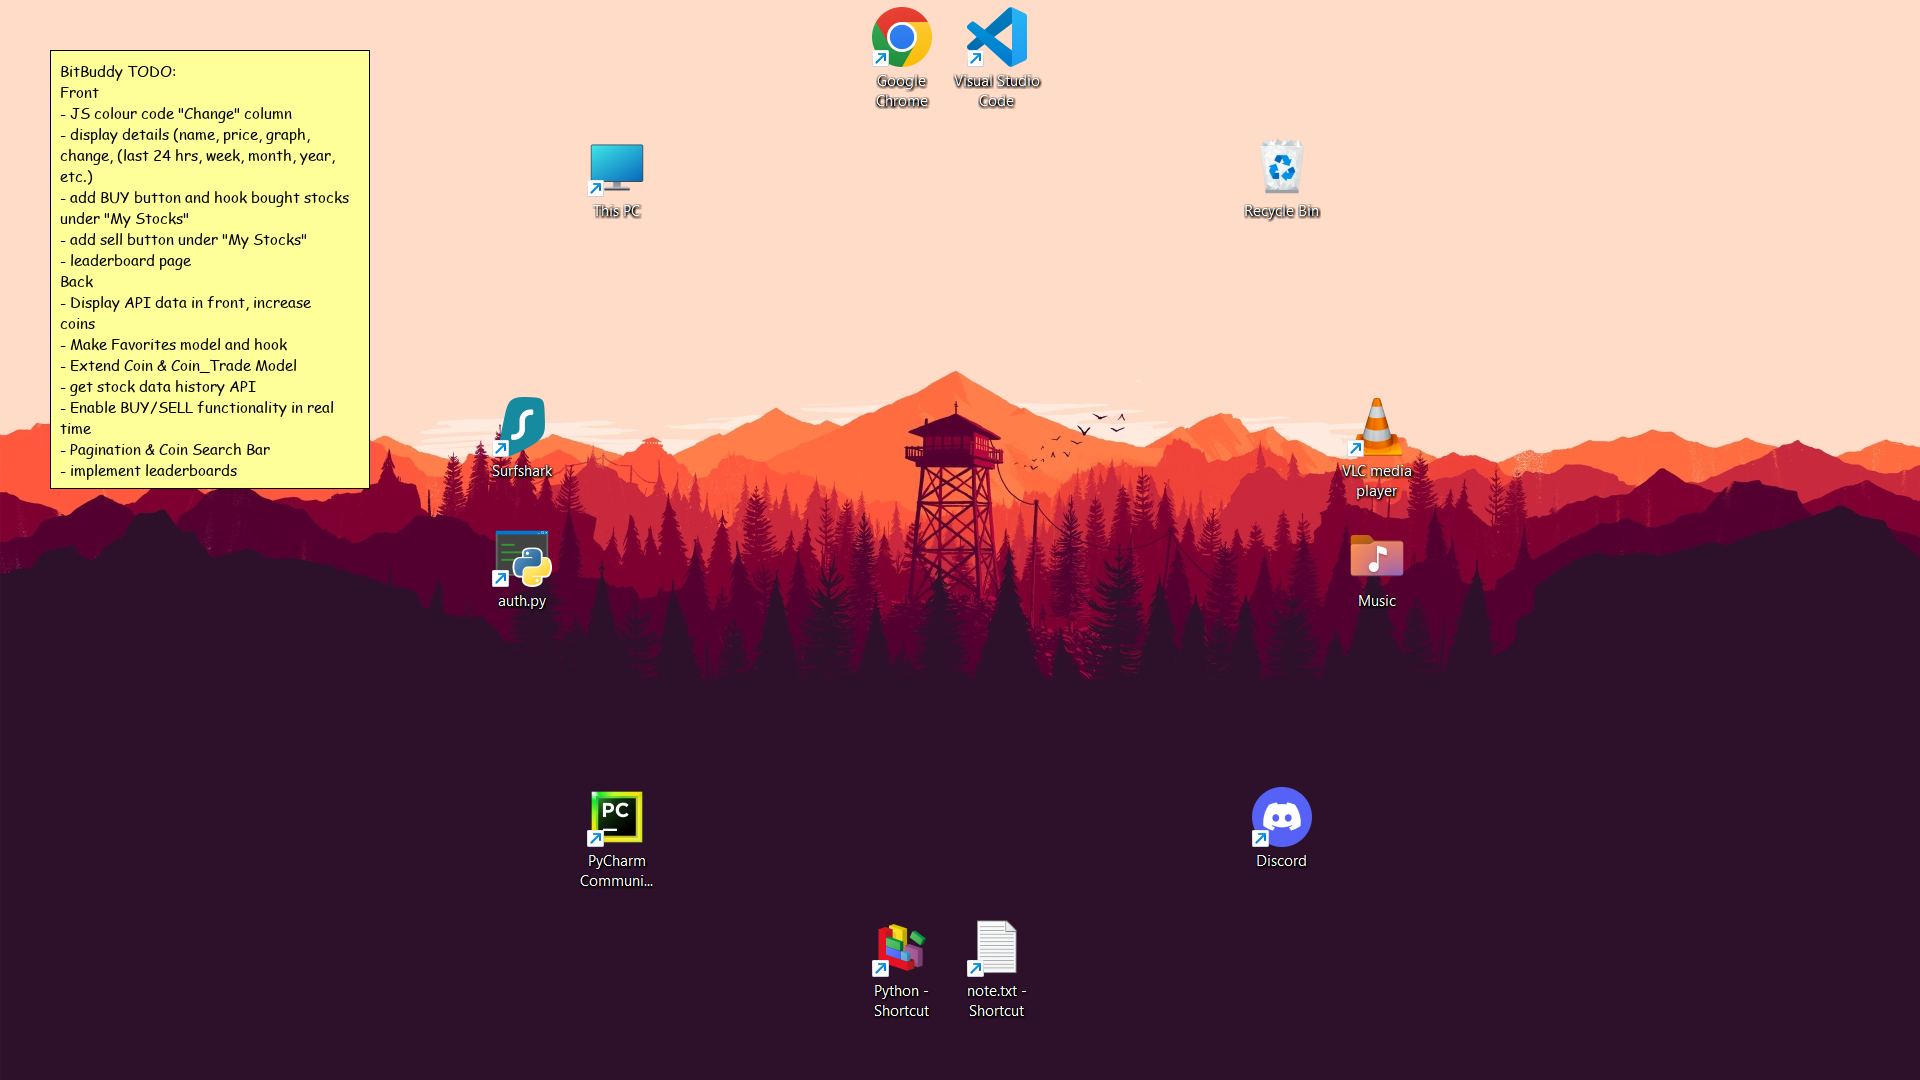 BitBuddy TODO:
Front
- JS colour code "Change" column
- display details (name, price, graph,
change, (last 24 hrs, week, month, year,
etc.)
- add BUY button and hook bought stocks
under "My Stocks"
- add sell button under "My Stocks"
- leaderboard page
Back
- Display API data in front, increase
coins
- Make Favorites model and hook
- Extend Coin & Coin_Trade Model
- get stock data history API
- Enable BUY/SELL functionality in real
time
- Pagination & Coin Search Bar
- implement leaderboards
Google
Chrome
Visual Studio
Code
This PC
Recycle Bin
Surfshark
VLC media
player
auth.py
Music
PC
PyCharm
Communi...
Discord
Python -
Shortcut
note.txt -
Shortcut